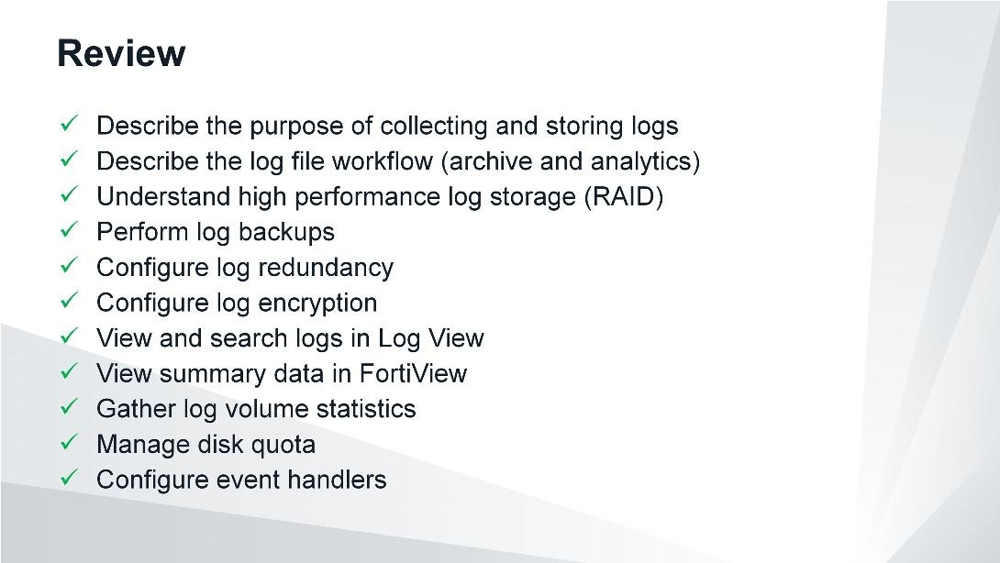 Review
Describe the purpose of collecting and storing logs
Describe the log file workflow (archive and analytics)
Understand high performance log storage (RAID)
Perform log backups
Configure log redundancy
Configure log encryption
View and search logs in Log View
View summary data in FortiView
Gather log volume statistics
Manage disk quota
Configure event handlers